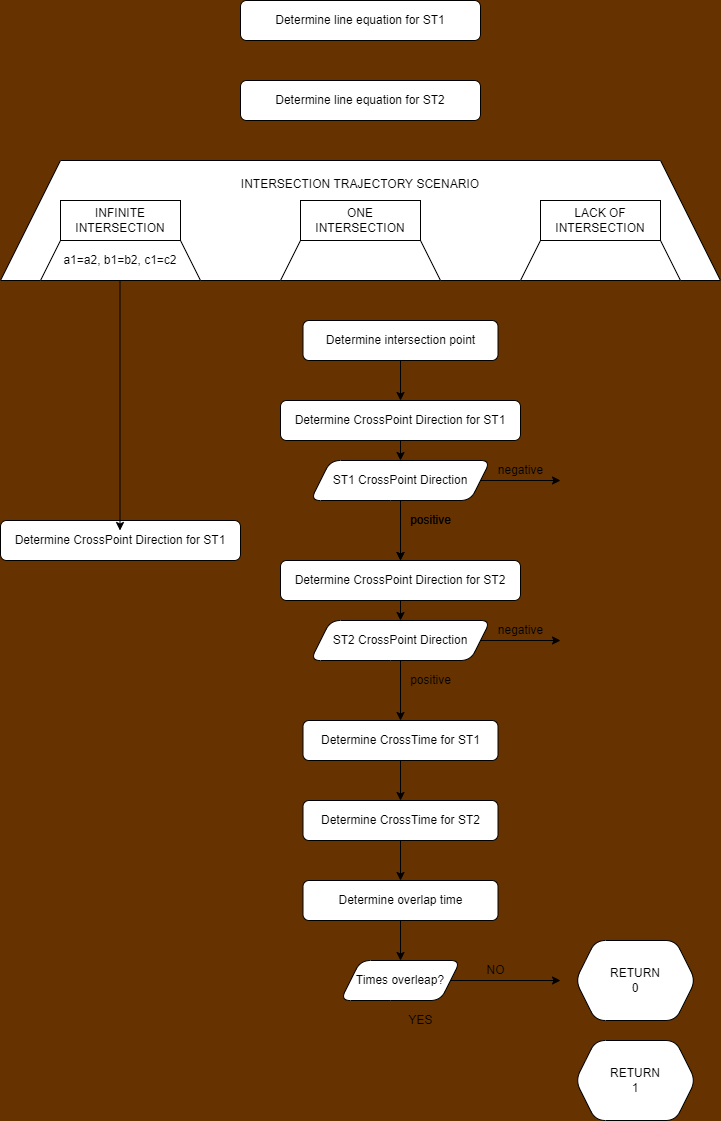 Determine line equation for ST1
Determine line equation for ST2
INTERSECTION TRAJECTORY SCENARIO
INFINITE
INTERSECTION
ONE
INTERSECTION
LACK OF
INTERSECTION
a1=a2, b1=b2, c1=c2
Determine intersection point
Determine CrossPoint Direction for ST1
ST1 CrossPoint Direction
negative
positive
Determine CrossPoint Direction for ST1
Determine CrossPoint Direction for ST2
ST2 CrossPoint Direction
negative
positive
Determine CrossTime for ST1
Determine CrossTime for ST2
Determine overlap time
Times overleap?
NO
RETURN
0
YES
RETURN
1